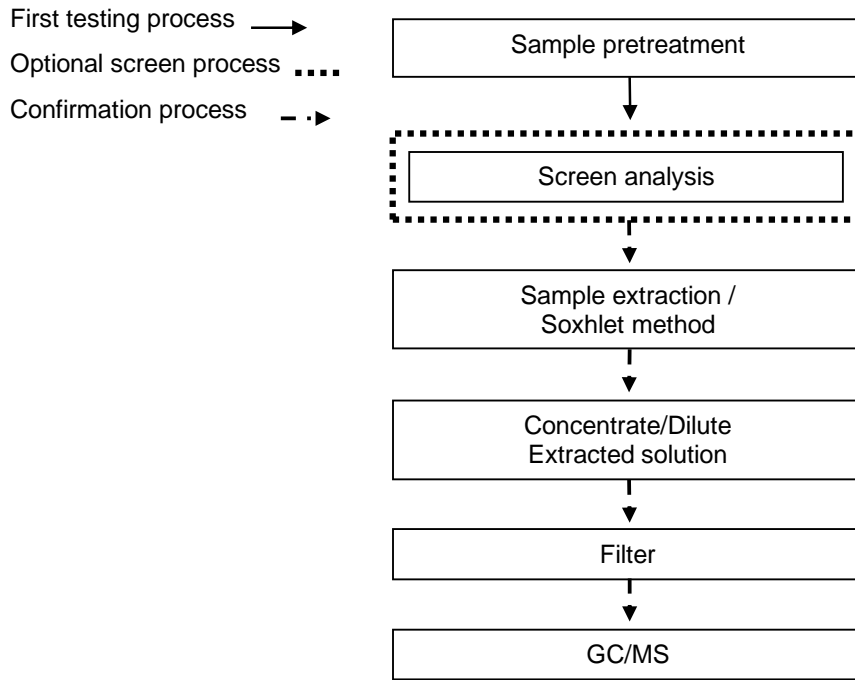 First testing process
Optional screen process
Confirmation process
Sample pretreatment
Screen analysis
Sample extraction /
Soxhlet method
Concentrate/Dilute
Extracted solution
Filter
GC/MS